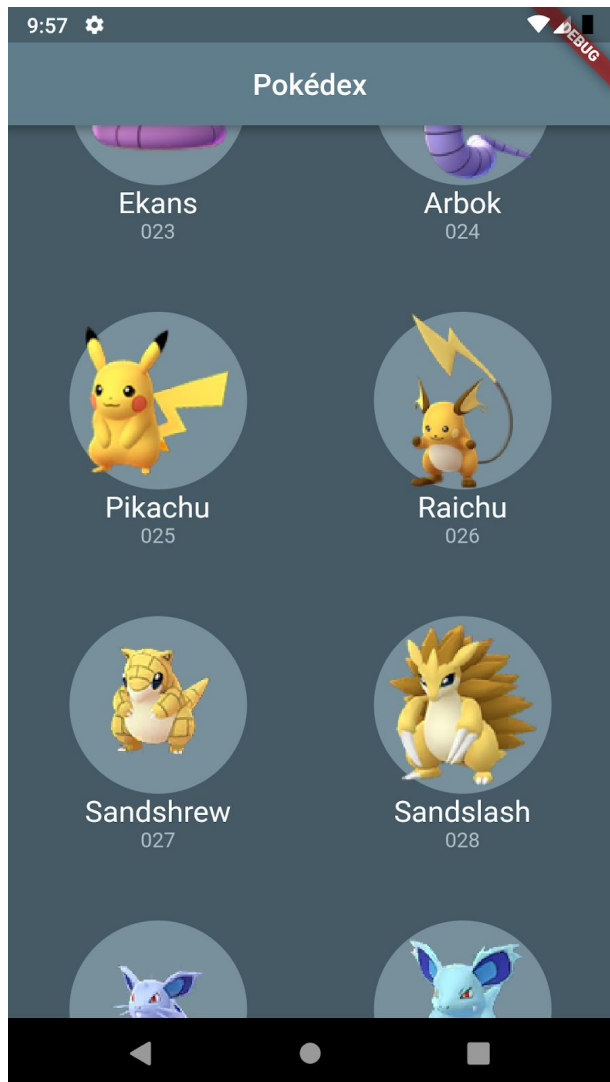 9:57
DEBUG
Pokédex
Ekans Arbok
023 024
Pikachu Raichu
025 026
Sandshrew Sandslash
027 028